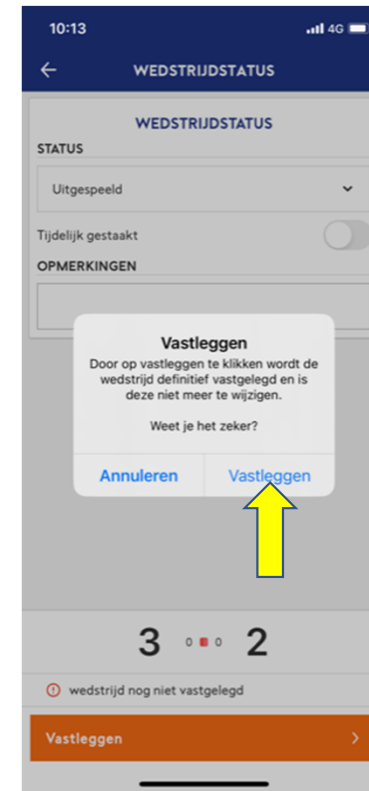 10:13
4G
WEDSTRIJDSTATUS
WEDSTRIJDSTATUS
STATUS
Uitgespeeld
Tijdelijk gestaakt
OPMERKINGEN
Vastleggen
Door op vastleggen te klikken wordt de
wedstrijd definitief vastgelegd en is
deze niet meer te wijzigen.
Weet je het zeker?
Annuleren Vastleggen
3 0 0 2
wedstrijd nog niet vastgelegd
Vastleggen